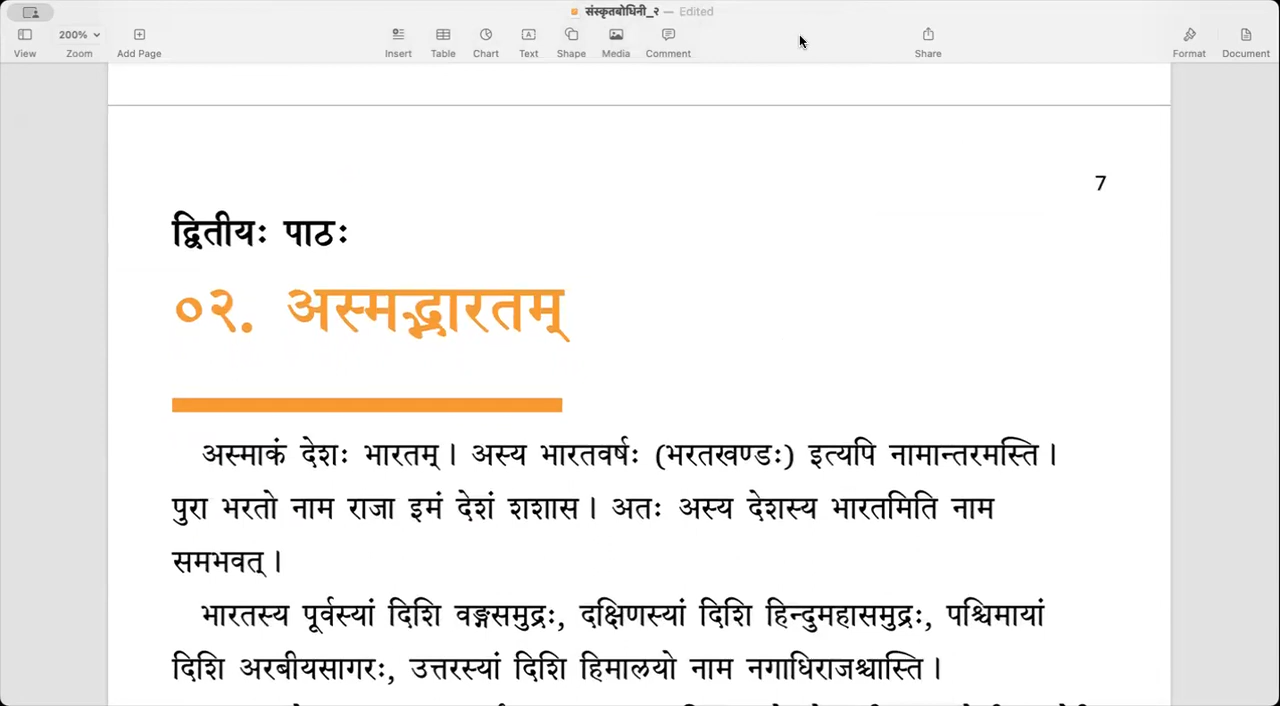 संस्कृतबोधिनी_२ — Edited
200%
View
Zoom
Add Page
Insert
Table
Chart
Text
Shape
Media
Comment
Share
Format
Document
7
द्वितीयः पाठः
०२. अस्मद्भारतम्
अस्माकं देशः भारतम्। अस्य भारतवर्षः (भरतखण्डः) इत्यपि नामान्तरमस्ति।
पुरा भरतो नाम राजा इमं देशं शशास। अतः अस्य देशस्य भारतमिति नाम
समभवत्।
भारतस्य पूर्वस्यां दिशि वङ्गसमुद्रः, दक्षिणस्यां दिशि हिन्दुमहासमुद्रः, पश्चिमायां
दिशि अरबीयसागरः, उत्तरस्यां दिशि हिमालयो नाम नगाधिराजश्चास्ति।